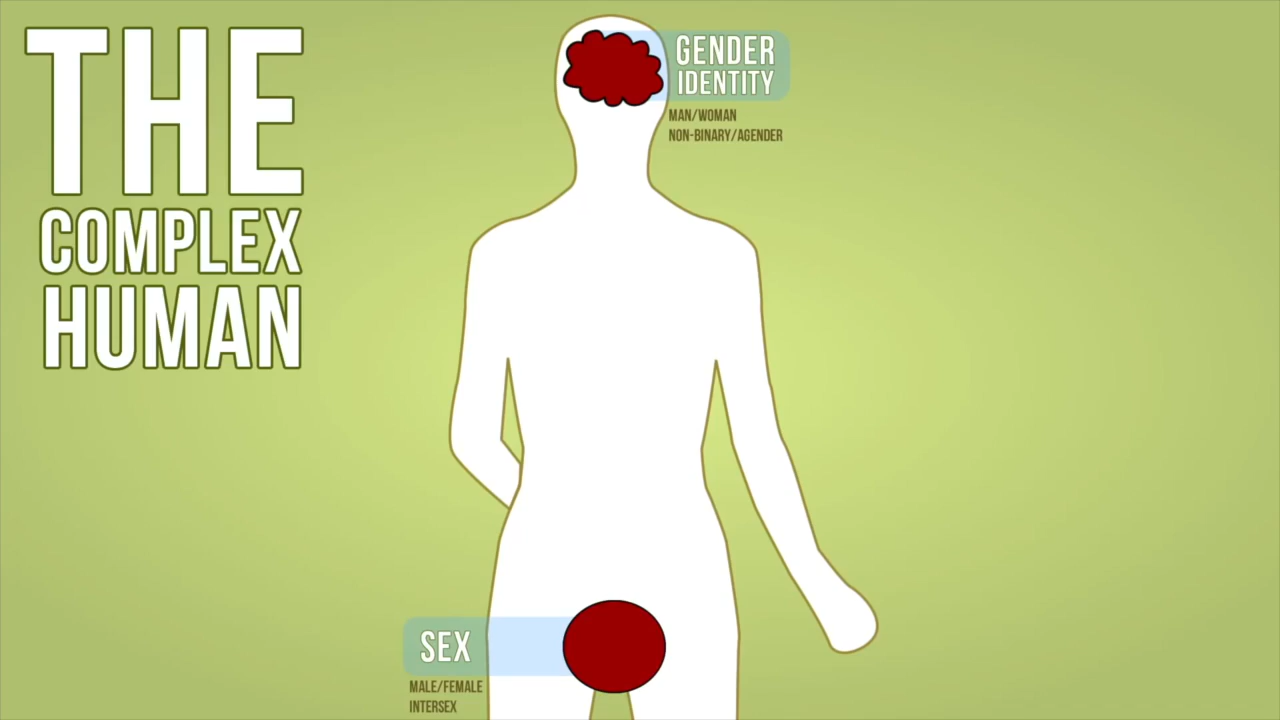 THE
COMPLEX
HUMAN
GENDER
IDENTITY
MAN/WOMAN
NON-BINARY/AGENDER
SEX
MALE/FEMALE
INTERSEX